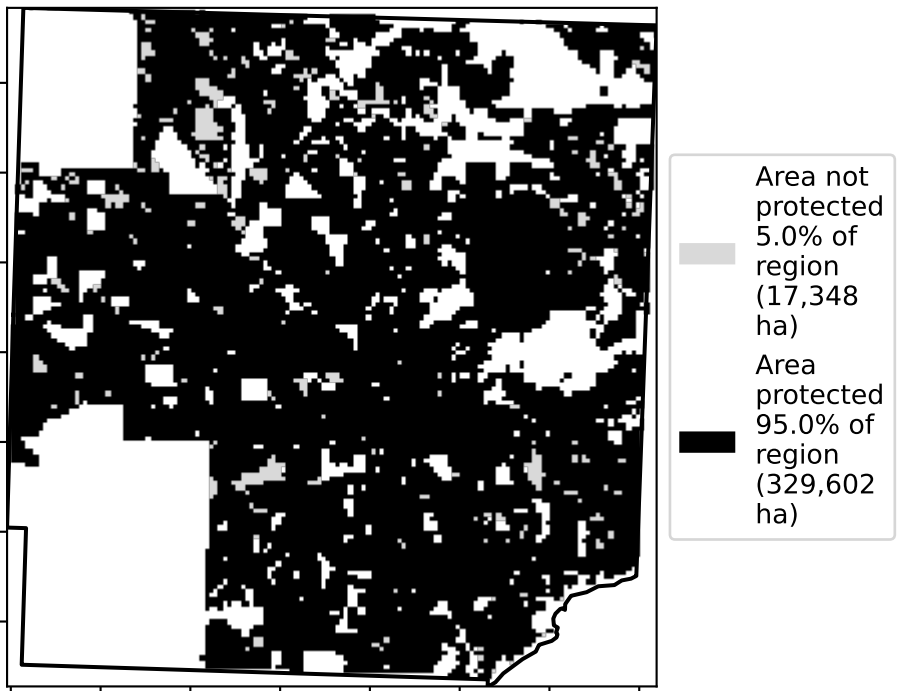 Area not
protected
5.0% of
region
(17,348
ha)
Area
protected
95.0% of
region
(329,602
ha)